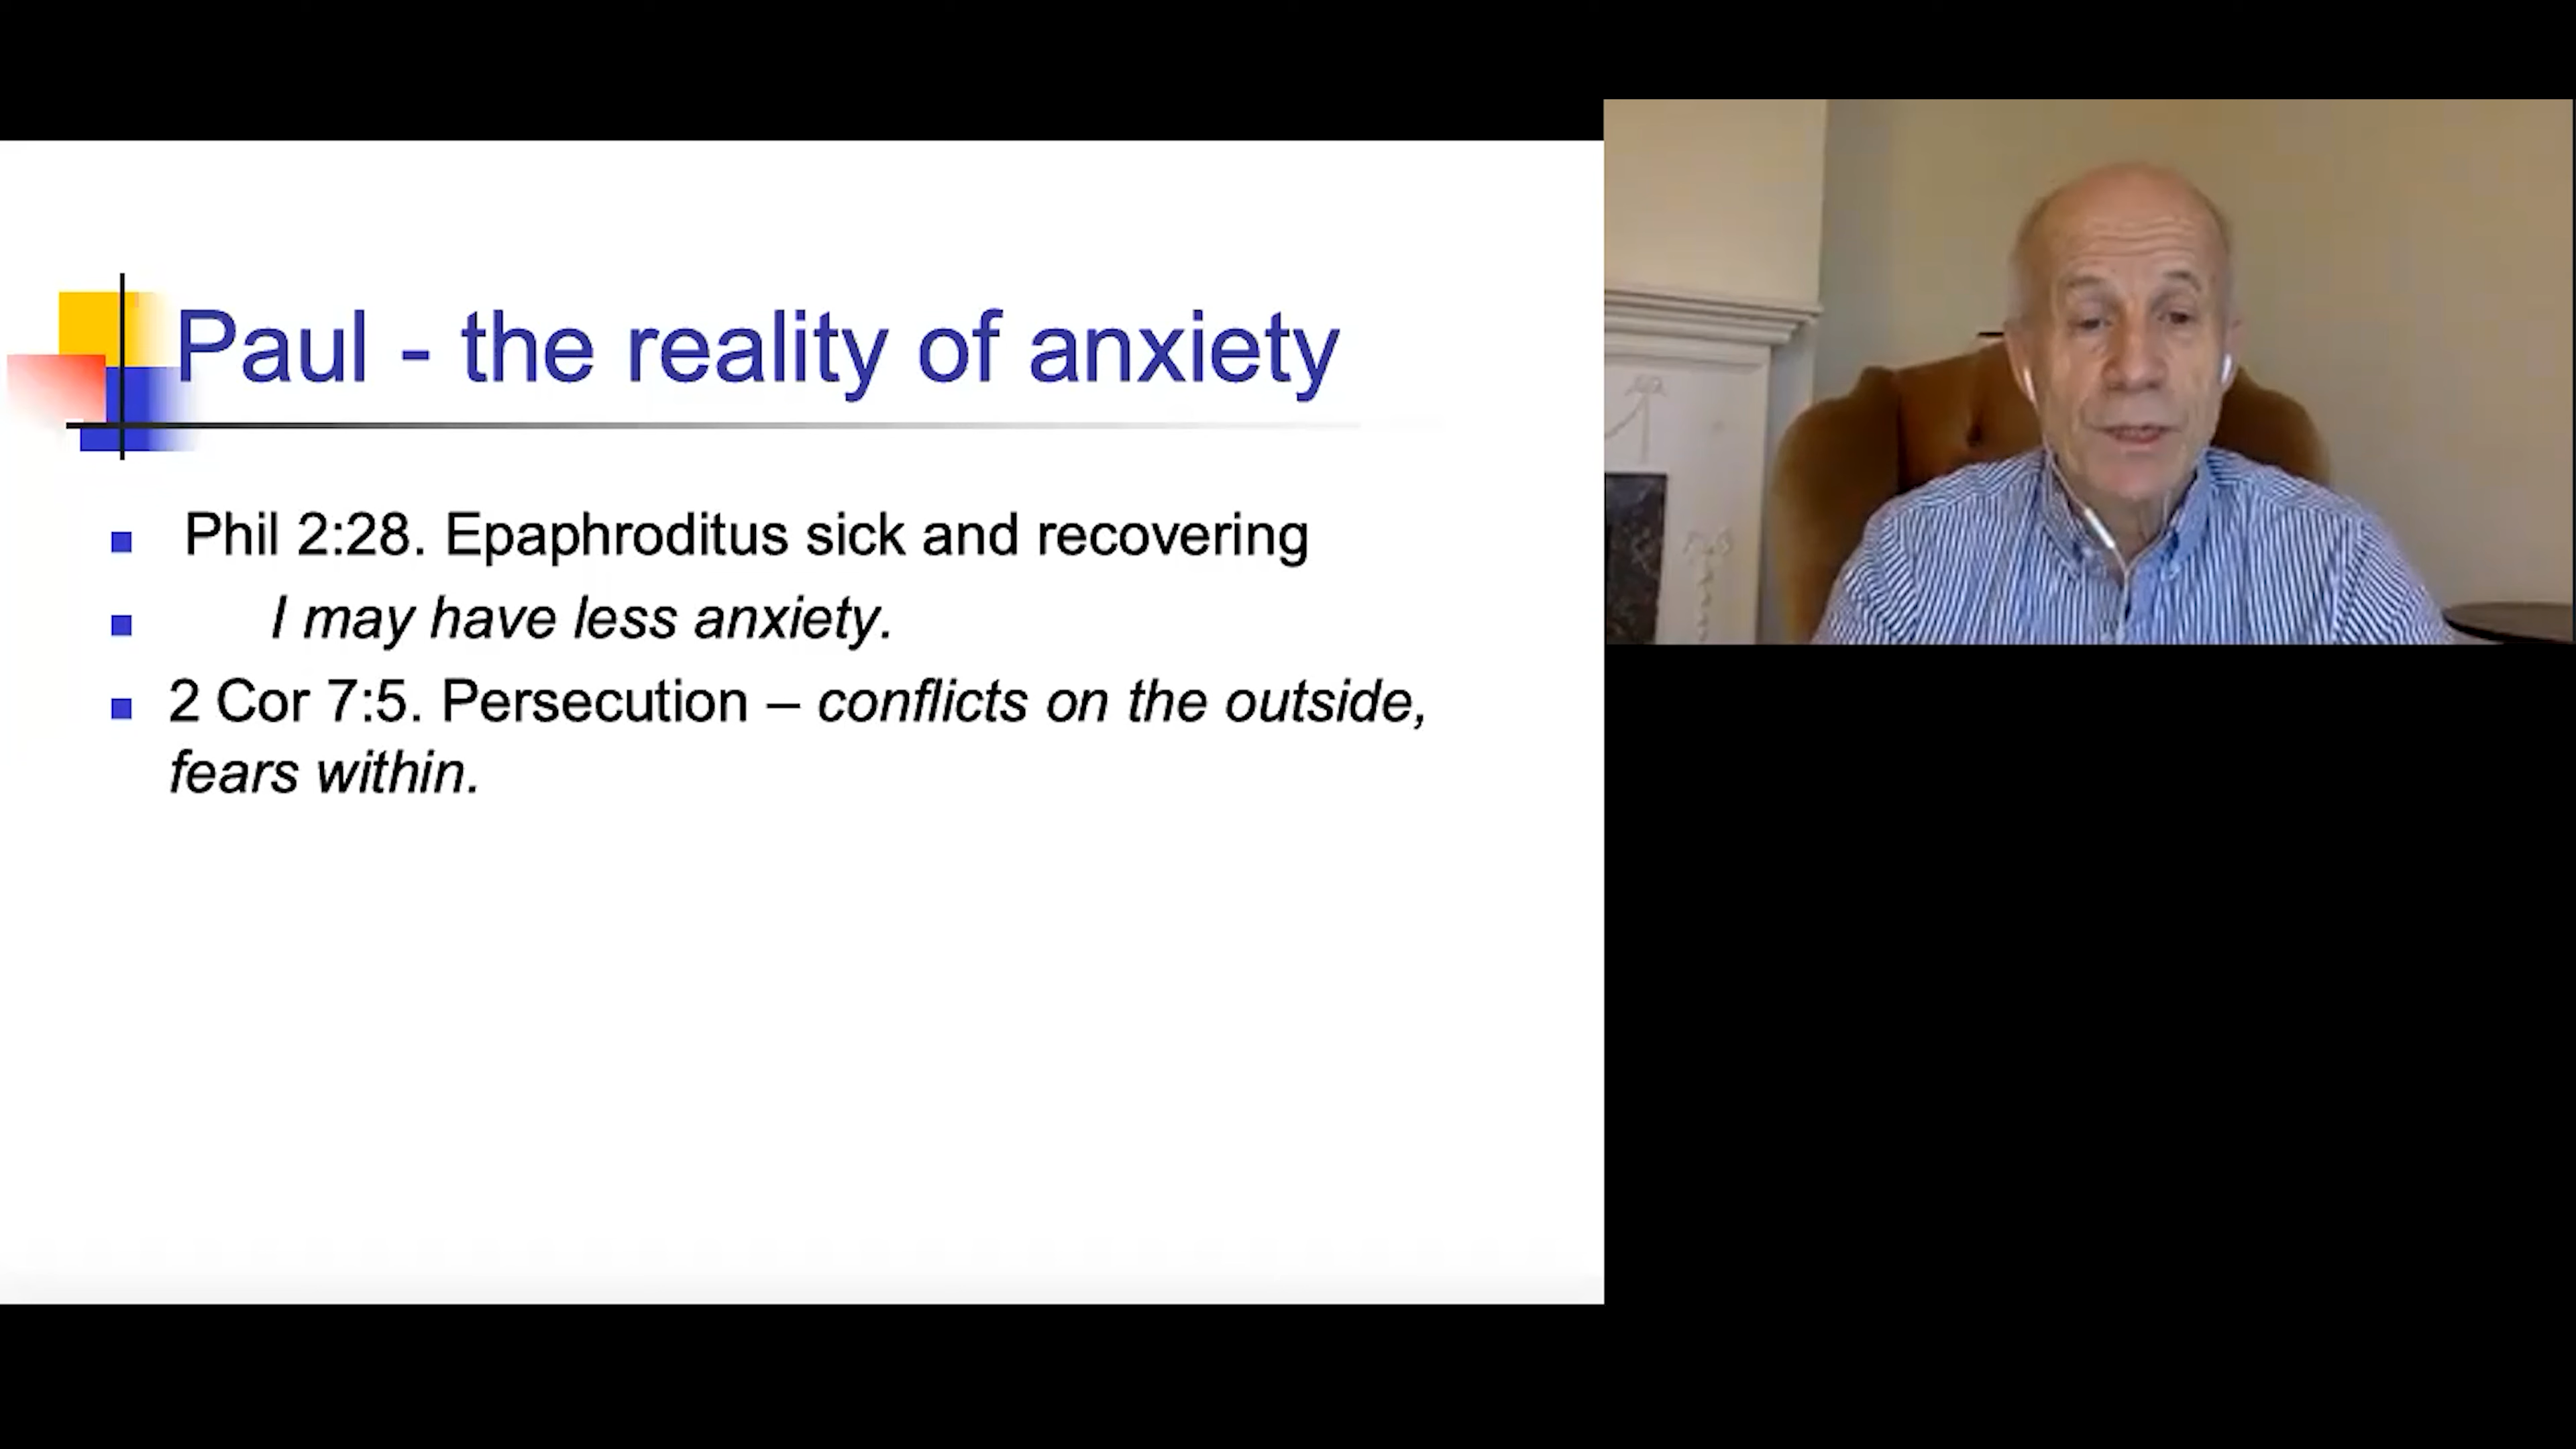 Paul - the reality of anxiety
Phil 2:28. Epaphroditus sick and recovering
I may have less anxiety.
2 Cor 7:5. Persecution – conflicts on the outside,
fears within.